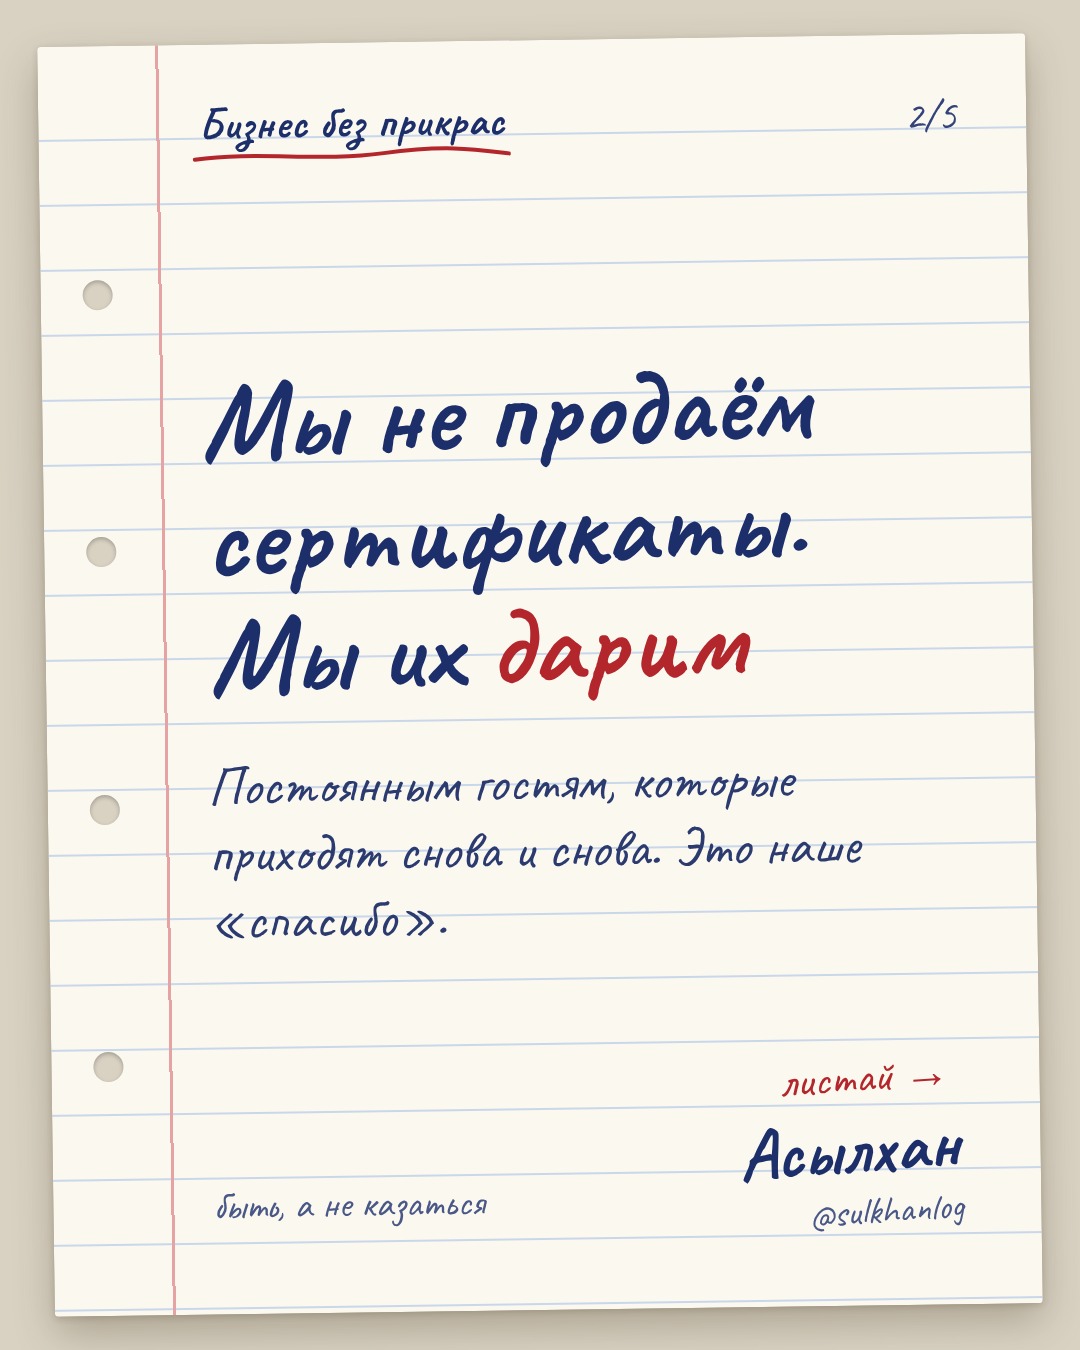 Бизнес без прикрас
2/5
Мы не продаём
сертификаты.
Мы их дарим
Постоянным гостям, которые
приходят снова и снова. Это наше
«спасибо».
листай →
Асылхан
быть, а не казаться
@sulkhanlog